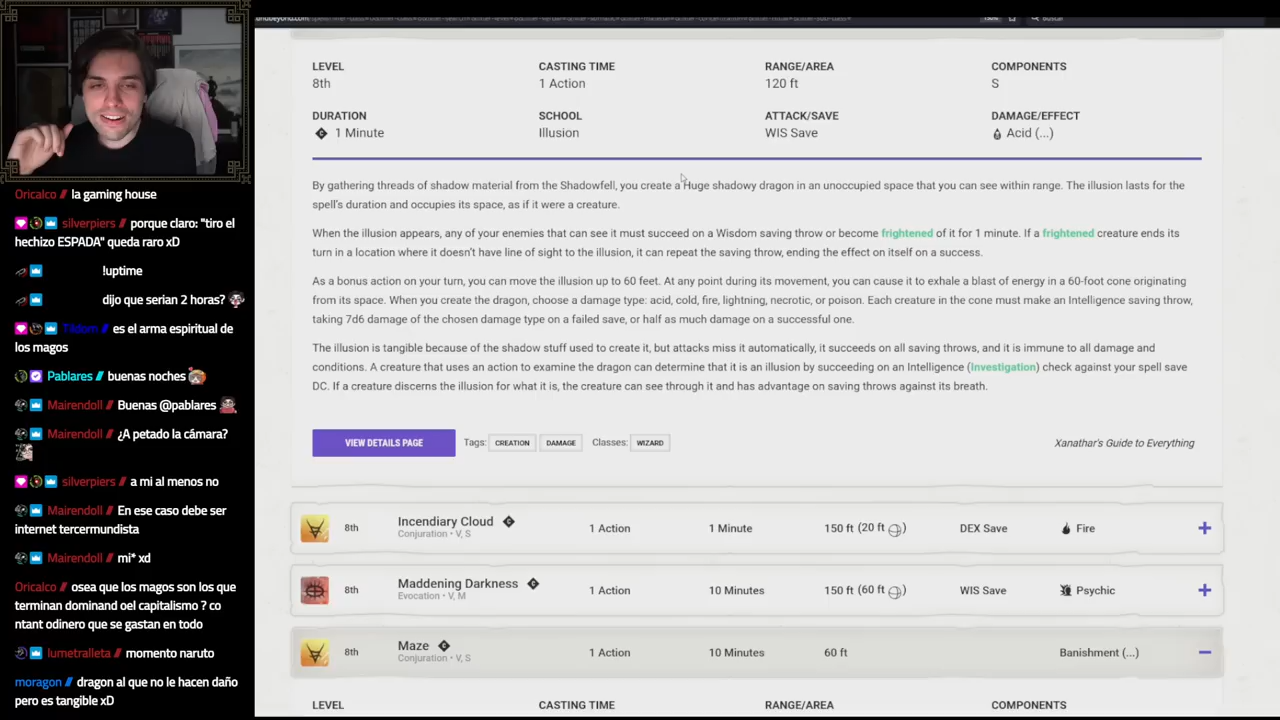 Oricalco // la gaming house
silverpiers // porque claro: "tiro el
hechizo ESPADA" queda raro xD
!uptime
dijo que serian 2 horas?
Tildom // es el arma espiritual de
los magos
Pablares // buenas noches
Mairendoll // Buenas @pablares
Mairendoll // ¿A petado la cámara?
silverpiers // a mi al menos no
Mairendoll // En ese caso debe ser
internet tercermundista
Mairendoll // mi* xd
Oricalco // osea que los magos son los que
terminan dominand oel capitalismo ? co
ntant odinero que se gastan en todo
lumetralleta // momento naruto
moragon // dragon al que no le hacen daño
pero es tangible xD
LEVEL CASTING TIME RANGE/AREA COMPONENTS
8th 1 Action 120 ft S
DURATION SCHOOL ATTACK/SAVE DAMAGE/EFFECT
1 Minute Illusion WIS Save Acid (...)
By gathering threads of shadow material from the Shadowfell, you create a Huge shadowy dragon in an unoccupied space that you can see within range. The illusion lasts for the
spell's duration and occupies its space, as if it were a creature.
When the illusion appears, any of your enemies that can see it must succeed on a Wisdom saving throw or become frightened of it for 1 minute. If a frightened creature ends its
turn in a location where it doesn't have line of sight to the illusion, it can repeat the saving throw, ending the effect on itself on a success.
As a bonus action on your turn, you can move the illusion up to 60 feet. At any point during its movement, you can cause it to exhale a blast of energy in a 60-foot cone originating
from its space. When you create the dragon, choose a damage type: acid, cold, fire, lightning, necrotic, or poison. Each creature in the cone must make an Intelligence saving throw,
taking 7d6 damage of the chosen damage type on a failed save, or half as much damage on a successful one.
The illusion is tangible because of the shadow stuff used to create it, but attacks miss it automatically, it succeeds on all saving throws, and it is immune to all damage and
conditions. A creature that uses an action to examine the dragon can determine that it is an illusion by succeeding on an Intelligence (Investigation) check against your spell save
DC. If a creature discerns the illusion for what it is, the creature can see through it and has advantage on saving throws against its breath.
VIEW DETAILS PAGE Tags: CREATION DAMAGE Classes: WIZARD Xanathar's Guide to Everything
8th Incendiary Cloud 1 Action 1 Minute 150 ft (20 ft ) DEX Save Fire
Conjuration • V, S
8th Maddening Darkness 1 Action 10 Minutes 150 ft (60 ft ) WIS Save Psychic
Evocation • V, M
8th Maze 1 Action 10 Minutes 60 ft Banishment (...)
Conjuration • V, S
LEVEL CASTING TIME RANGE/AREA COMPONENTS